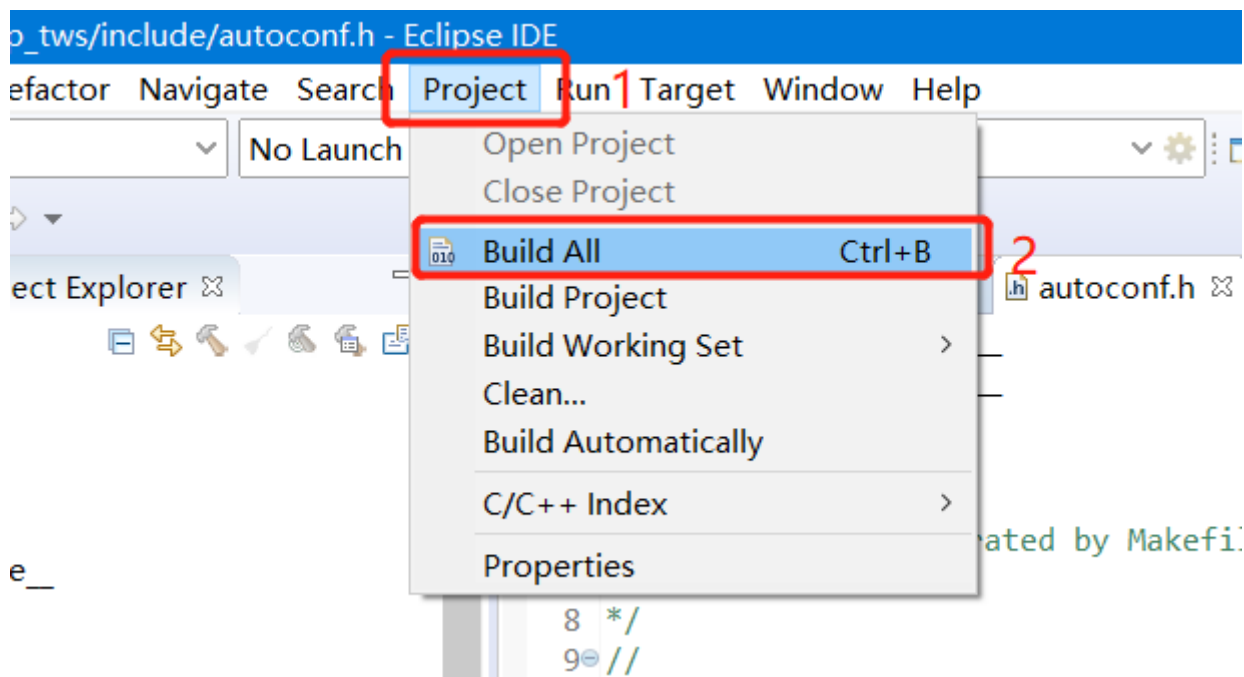 o_tws/include/autoconf.h - Eclipse IDE
efactor Navigate Search Project Run 1 Target Window Help
No Launch
Open Project
Close Project
Build All Ctrl+B 2
ect Explorer
autoconf.h
Build Project
Build Working Set
Clean...
Build Automatically
C/C++ Index
ated by Makefil
Properties
e__
8 */
9 //